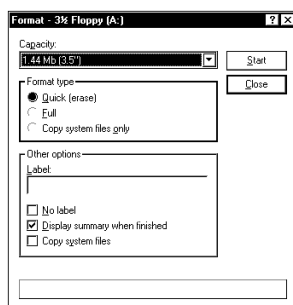 Format - 3½ Floppy (A:)
Capacity:
1.44 Mb (3.5")
Start
Close
Format type
Quick (erase)
Full
Copy system files only
Other options
Label:
No label
Display summary when finished
Copy system files